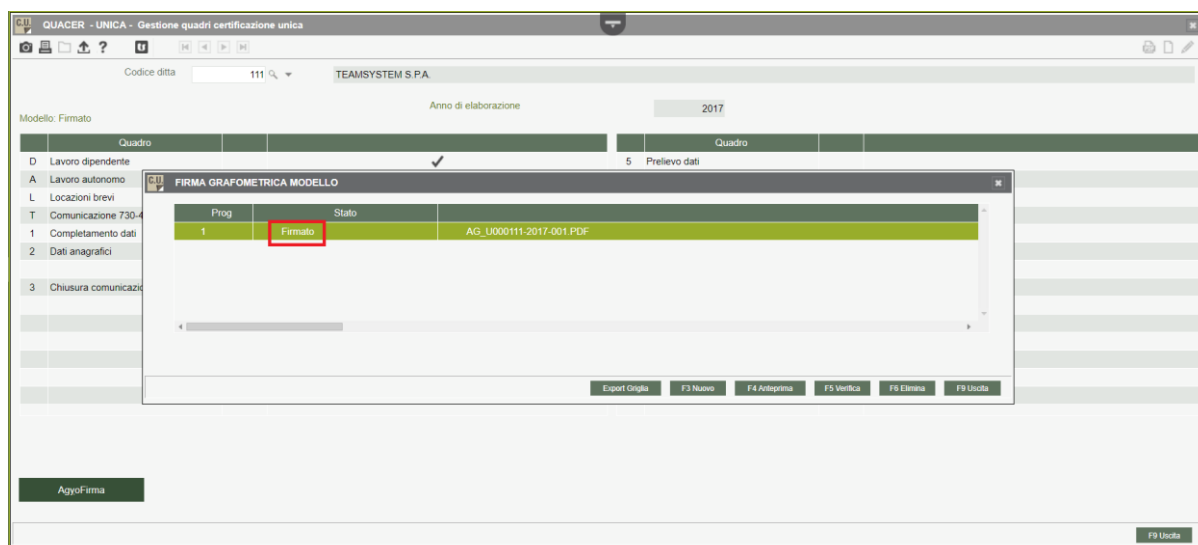 C.U. QUACER - UNICA - Gestione quadri certificazione unica
Codice ditta 111 TEAMSYSTEM S.P.A.
Anno di elaborazione 2017
Modello: Firmato
Quadro Quadro
D Lavoro dipendente 5 Prelievo dati
A Lavoro autonomo
L Locazioni brevi
T Comunicazione 730-4
1 Completamento dati
2 Dati anagrafici
3 Chiusura comunicazio
C.U. FIRMA GRAFOMETRICA MODELLO
Prog Stato
1 Firmato AG_U000111-2017-001.PDF
Export Griglia F3 Nuovo F4 Anteprima F5 Verifica F6 Elimina F9 Uscita
AgyoFirma
F9 Uscita